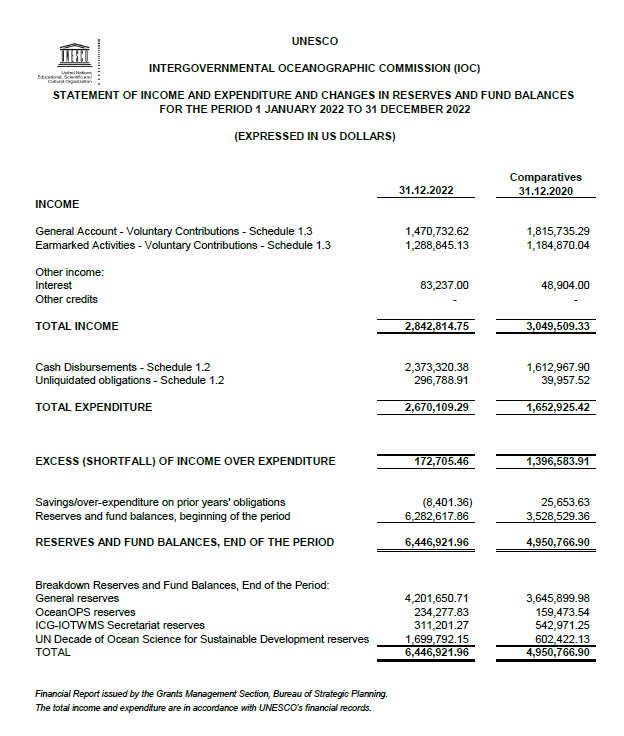 UNESCO
UNESCO
United Nations
Educational, Scientific and
Cultural Organization
INTERGOVERNMENTAL OCEANOGRAPHIC COMMISSION (IOC)
STATEMENT OF INCOME AND EXPENDITURE AND CHANGES IN RESERVES AND FUND BALANCES
FOR THE PERIOD 1 JANUARY 2022 TO 31 DECEMBER 2022
(EXPRESSED IN US DOLLARS)
Comparatives
31.12.2022 31.12.2020
INCOME
General Account - Voluntary Contributions - Schedule 1.3 1,470,732.62 1,815,735.29
Earmarked Activities - Voluntary Contributions - Schedule 1.3 1,288,845.13 1,184,870.04
Other income:
Interest 83,237.00 48,904.00
Other credits - -
TOTAL INCOME 2,842,814.75 3,049,509.33
Cash Disbursements - Schedule 1.2 2,373,320.38 1,612,967.90
Unliquidated obligations - Schedule 1.2 296,788.91 39,957.52
TOTAL EXPENDITURE 2,670,109.29 1,652,925.42
EXCESS (SHORTFALL) OF INCOME OVER EXPENDITURE 172,705.46 1,396,583.91
Savings/over-expenditure on prior years' obligations (8,401.36) 25,653.63
Reserves and fund balances, beginning of the period 6,282,617.86 3,528,529.36
RESERVES AND FUND BALANCES, END OF THE PERIOD 6,446,921.96 4,950,766.90
Breakdown Reserves and Fund Balances, End of the Period:
General reserves 4,201,650.71 3,645,899.98
OceanOPS reserves 234,277.83 159,473.54
ICG-IOTWMS Secretariat reserves 311,201.27 542,971.25
UN Decade of Ocean Science for Sustainable Development reserves 1,699,792.15 602,422.13
TOTAL 6,446,921.96 4,950,766.90
Financial Report issued by the Grants Management Section, Bureau of Strategic Planning.
The total income and expenditure are in accordance with UNESCO's financial records.